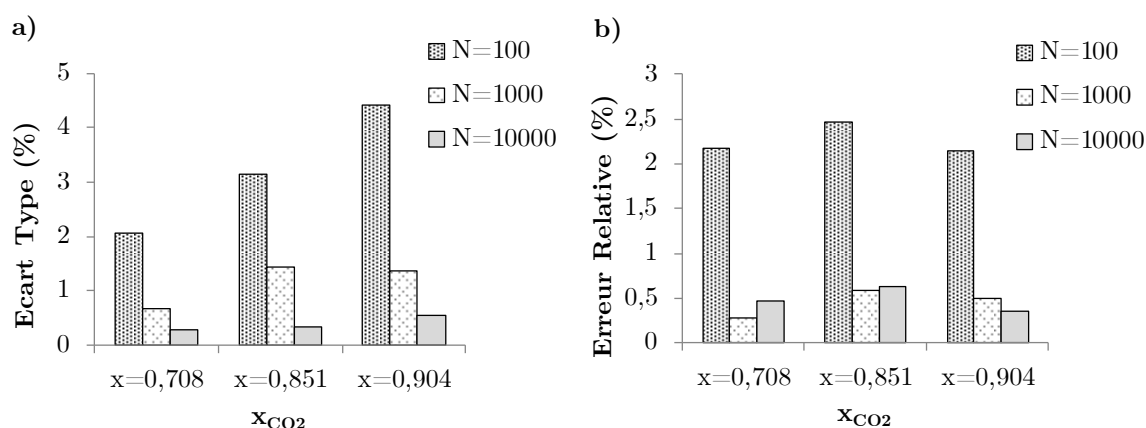 a)
N=100
N=1000
N=10000
5
4
3
2
1
0
Ecart Type (%)
x=0,708
x=0,851
x=0,904
xCO2
b)
N=100
N=1000
N=10000
3
2,5
2
1,5
1
0,5
0
Erreur Relative (%)
x=0,708
x=0,851
x=0,904
xCO2